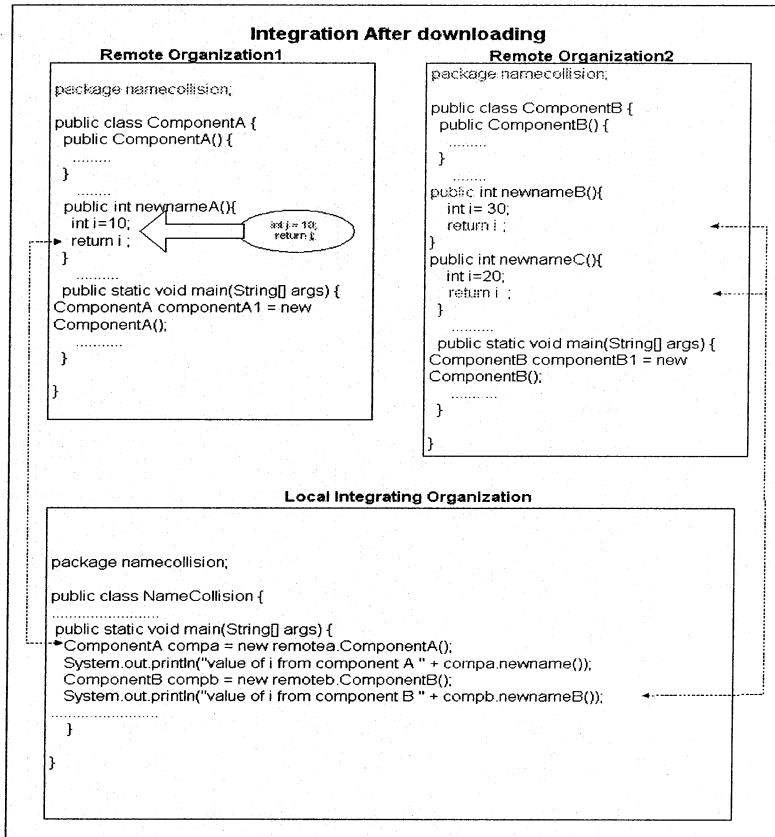 Integration After downloading
Remote Organization1
package namecollision;
public class ComponentA {
public ComponentA() {
.........
}
........
public int newnameA(){
int i=10;
return i ;
}
..........
public static void main(String[] args) {
ComponentA componentA1 = new
ComponentA();
...........
}
}
int j = 10;
return j;
Remote Organization2
package namecollision;
public class ComponentB {
public ComponentB() {
.........
}
........
public int newnameB(){
int i= 30;
return i ;
}
public int newnameC(){
int i=20;
return i ;
}
..........
public static void main(String[] args) {
ComponentB componentB1 = new
ComponentB();
...........
}
}
Local Integrating Organization
package namecollision;
public class NameCollision {
........................
public static void main(String[] args) {
ComponentA compa = new remotea.ComponentA();
System.out.println("value of i from component A " + compa.newname());
ComponentB compb = new remoteb.ComponentB();
System.out.println("value of i from component B " + compb.newnameB());
........................
}
}